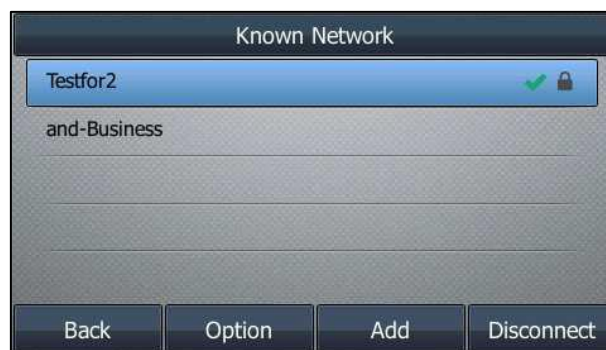 Known Network
Testfor2
and-Business
Back Option Add Disconnect